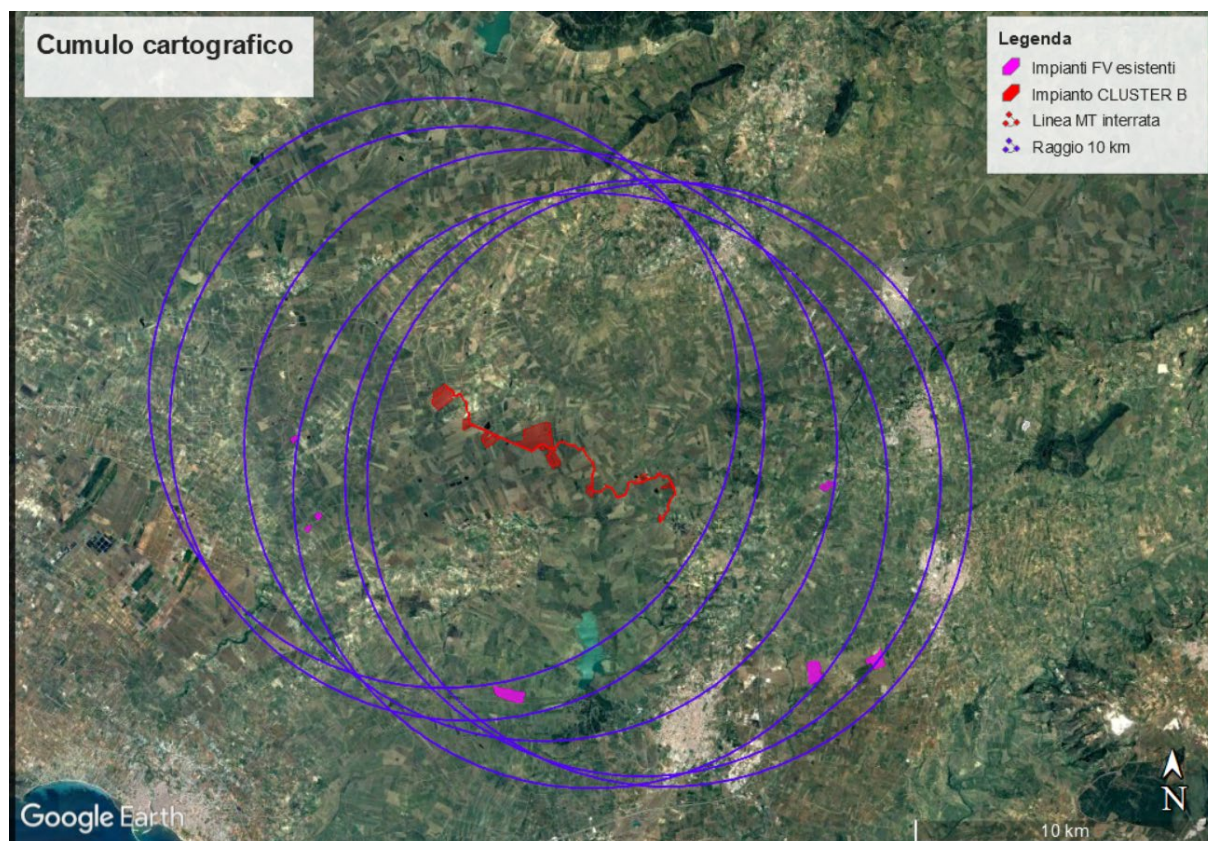 Cumulo cartografico
Legenda
Impianti FV esistenti
Impianto CLUSTER B
Linea MT interrata
Raggio 10 km
Google Earth
N
10 km